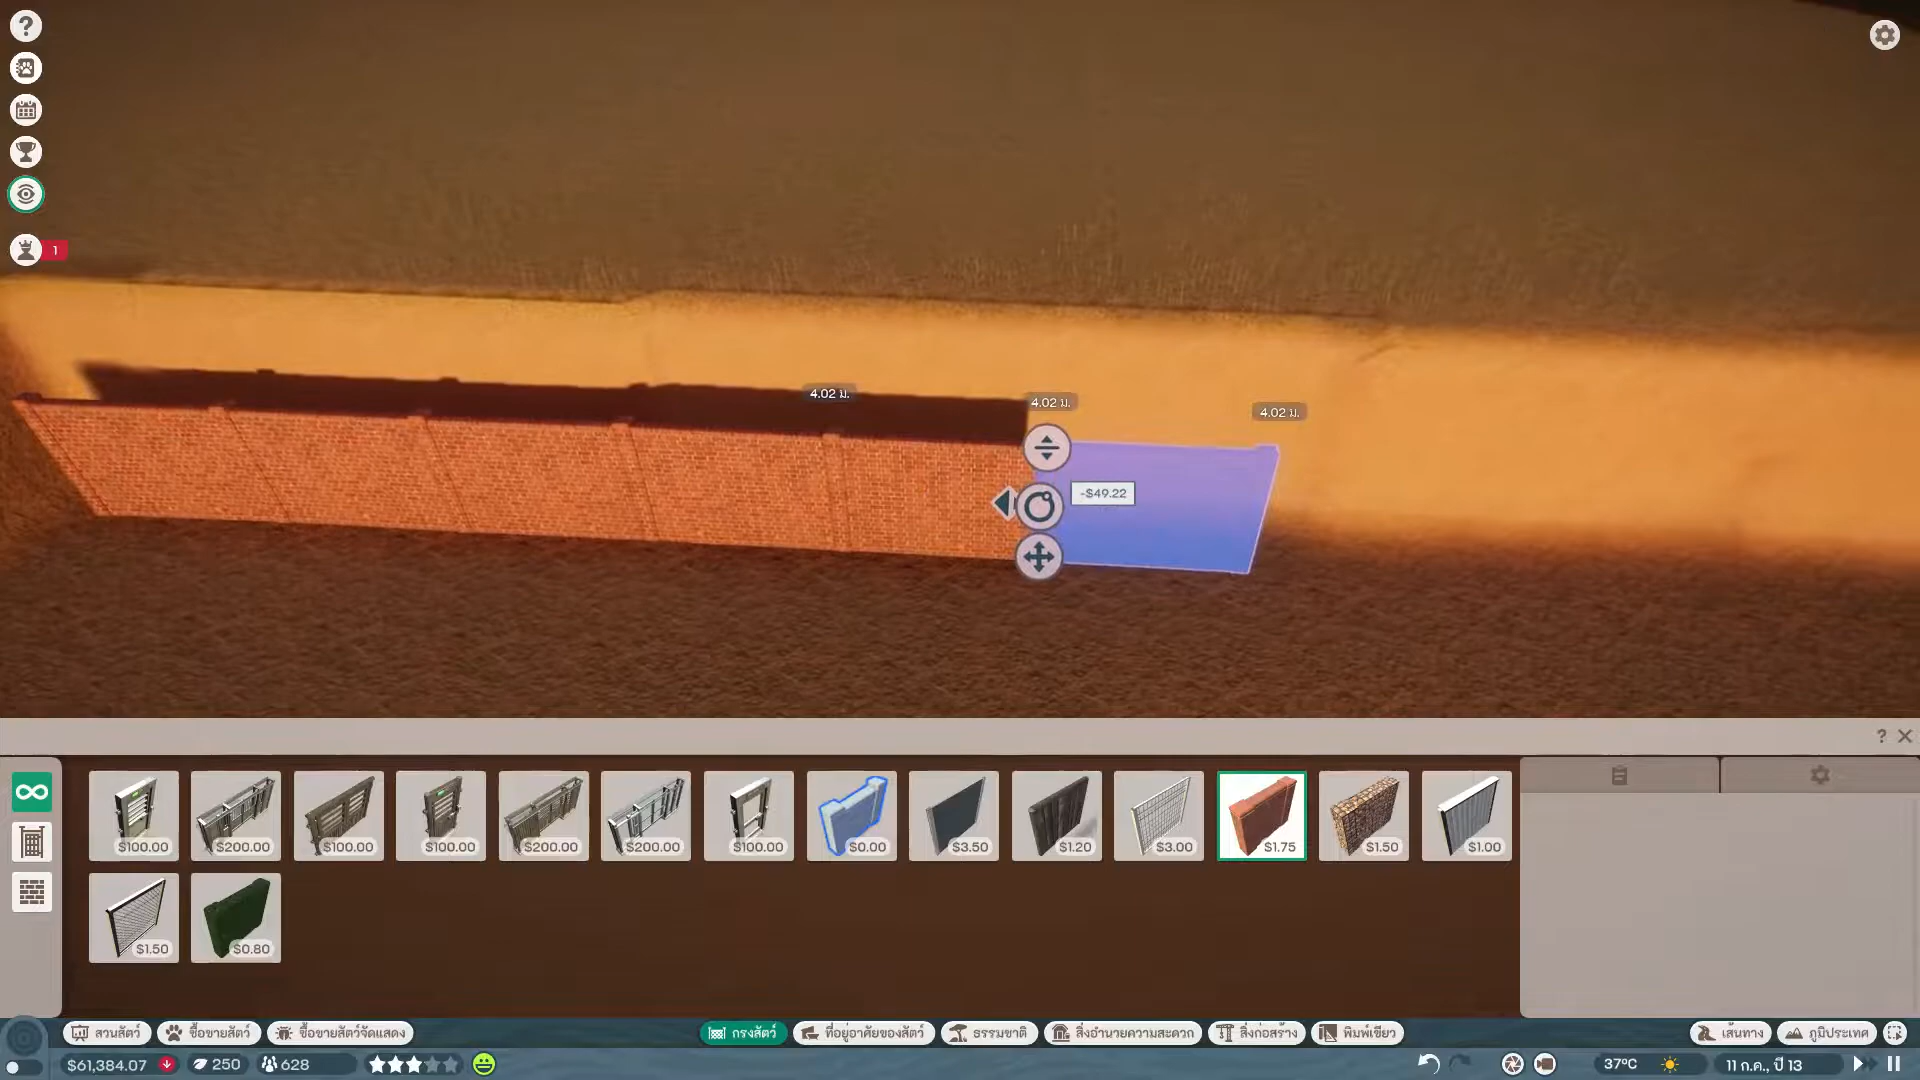 ?
1
4.02 ม.
4.02 ม.
4.02 ม.
-$49.22
? ✕
$100.00
$200.00
$100.00
$100.00
$200.00
$200.00
$100.00
$0.00
$3.50
$1.20
$3.00
$1.75
$1.50
$1.00
$1.50
$0.80
สวนสัตว์
ซื้อขายสัตว์
ซื้อขายสัตว์จัดแสดง
กรงสัตว์
ที่อยู่อาศัยของสัตว์
ธรรมชาติ
สิ่งอำนวยความสะดวก
สิ่งก่อสร้าง
พิมพ์เขียว
เส้นทาง
ภูมิประเทศ
$61,384.07
250
628
37°C
11 ก.ค., ปี 13